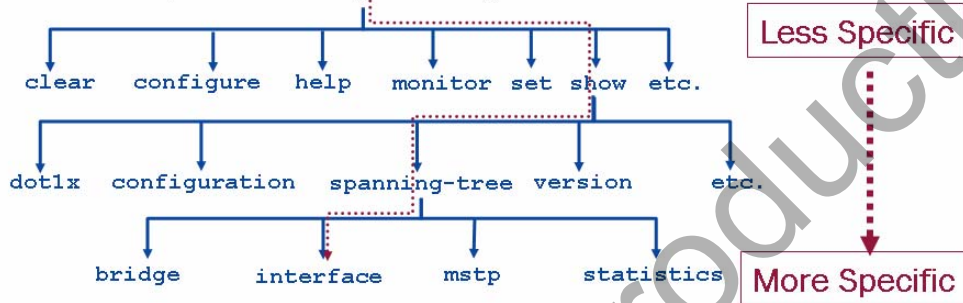 Less Specific
clear configure help monitor set show etc.
dot1x configuration spanning-tree version etc.
bridge interface mstp statistics
More Specific